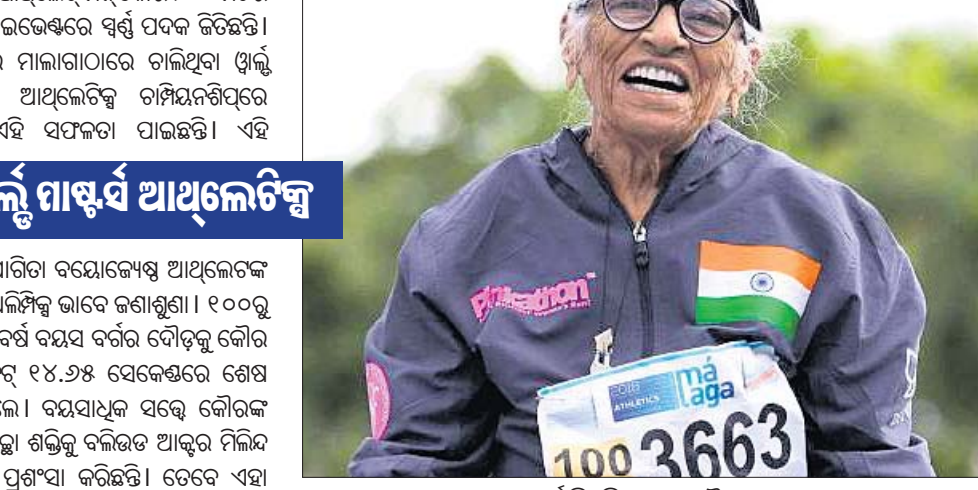 ଇଭେଣ୍ଟରେ ସ୍ୱର୍ଣ୍ଣ ପଦକ ଜିତିଛନ୍ତି।
ମାଲାଗାଠାରେ ଚାଲିଥିବା ୱାର୍ଲ୍ଡ
ଆଥ୍‌ଲେଟିକ୍ସ ଚାମ୍ପିୟନଶିପ୍‌ରେ
ଏହି ସଫଳତା ପାଇଛନ୍ତି। ଏହି
ର୍ଲ୍ଡ ମାଷ୍ଟର୍ସ ଆଥ୍‌ଲେଟିକ୍ସ
ାଗିତା ବୟୋଜ୍ୟେଷ୍ଠ ଆଥ୍‌ଲେଟଙ୍କ
ଲିମ୍ପିକ୍ସ ଭାବେ ଜଣାଶୁଣା। ୧୦୦ରୁ
ବର୍ଷ ବୟସ ବର୍ଗର ଦୌଡ଼କୁ କୌର
ଟ୍ ୧୪.୬୫ ସେକେଣ୍ଡରେ ଶେଷ
ଲେ। ବୟସାଧିକ ସତ୍ତ୍ୱେ କୌରଙ୍କ
ଚ୍ଛା ଶକ୍ତିକୁ ବଲିଉଡ ଆକ୍ଟର ମିଲିନ୍ଦ
ପ୍ରଶଂସା କରିଛନ୍ତି। ତେବେ ଏହା
Pinkathon
2018
ATHLETICS
málaga
100 3663